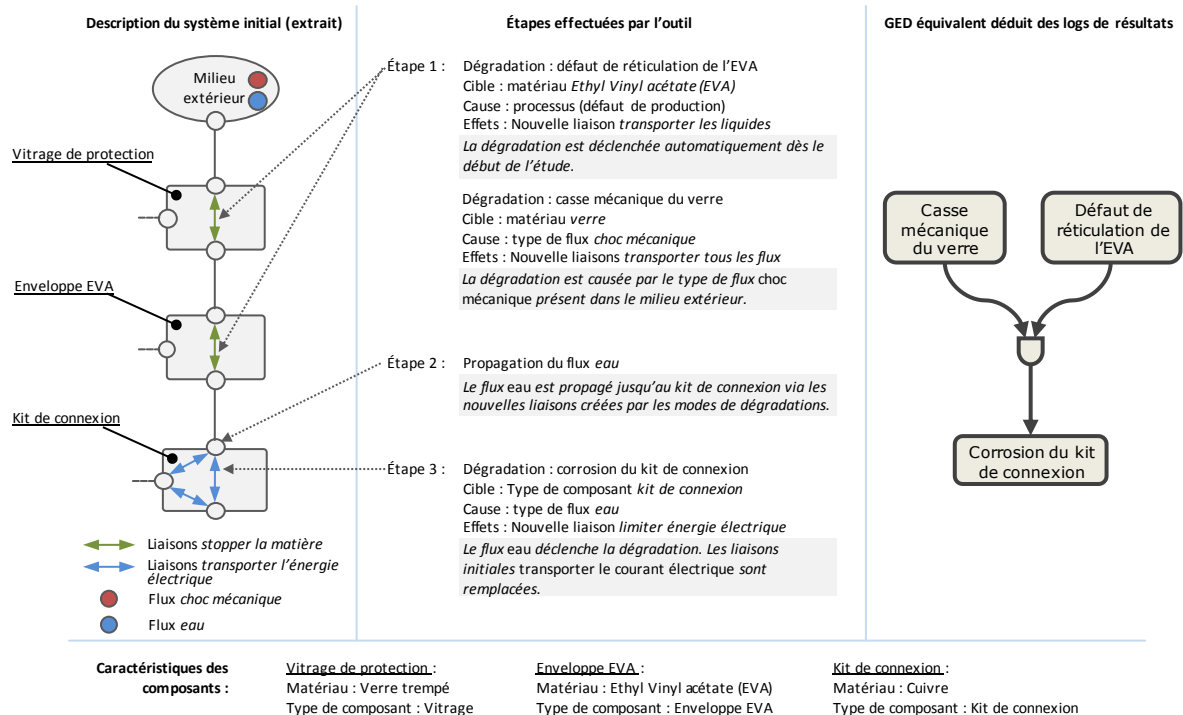 Description du système initial (extrait)
Milieu
extérieur
Vitrage de protection
Enveloppe EVA
Kit de connexion
Liaisons stopper la matière
Liaisons transporter l'énergie
électrique
Flux choc mécanique
Flux eau
Étapes effectuées par l'outil
Étape 1 :
Dégradation : défaut de réticulation de l'EVA
Cible : matériau Ethyl Vinyl acétate (EVA)
Cause : processus (défaut de production)
Effets : Nouvelle liaison transporter les liquides
La dégradation est déclenchée automatiquement dès le
début de l'étude.
Dégradation : casse mécanique du verre
Cible : matériau verre
Cause : type de flux choc mécanique
Effets : Nouvelle liaisons transporter tous les flux
La dégradation est causée par le type de flux choc
mécanique présent dans le milieu extérieur.
Étape 2 :
Propagation du flux eau
Le flux eau est propagé jusqu'au kit de connexion via les
nouvelles liaisons créées par les modes de dégradations.
Étape 3 :
Dégradation : corrosion du kit de connexion
Cible : Type de composant kit de connexion
Cause : type de flux eau
Effets : Nouvelle liaison limiter énergie électrique
Le flux eau déclenche la dégradation. Les liaisons
initiales transporter le courant électrique sont
remplacées.
GED équivalent déduit des logs de résultats
Casse
mécanique
du verre
Défaut de
réticulation de
l'EVA
Corrosion du kit
de connexion
Caractéristiques des
composants :
Vitrage de protection :
Matériau : Verre trempé
Type de composant : Vitrage
Enveloppe EVA :
Matériau : Ethyl Vinyl acétate (EVA)
Type de composant : Enveloppe EVA
Kit de connexion :
Matériau : Cuivre
Type de composant : Kit de connexion